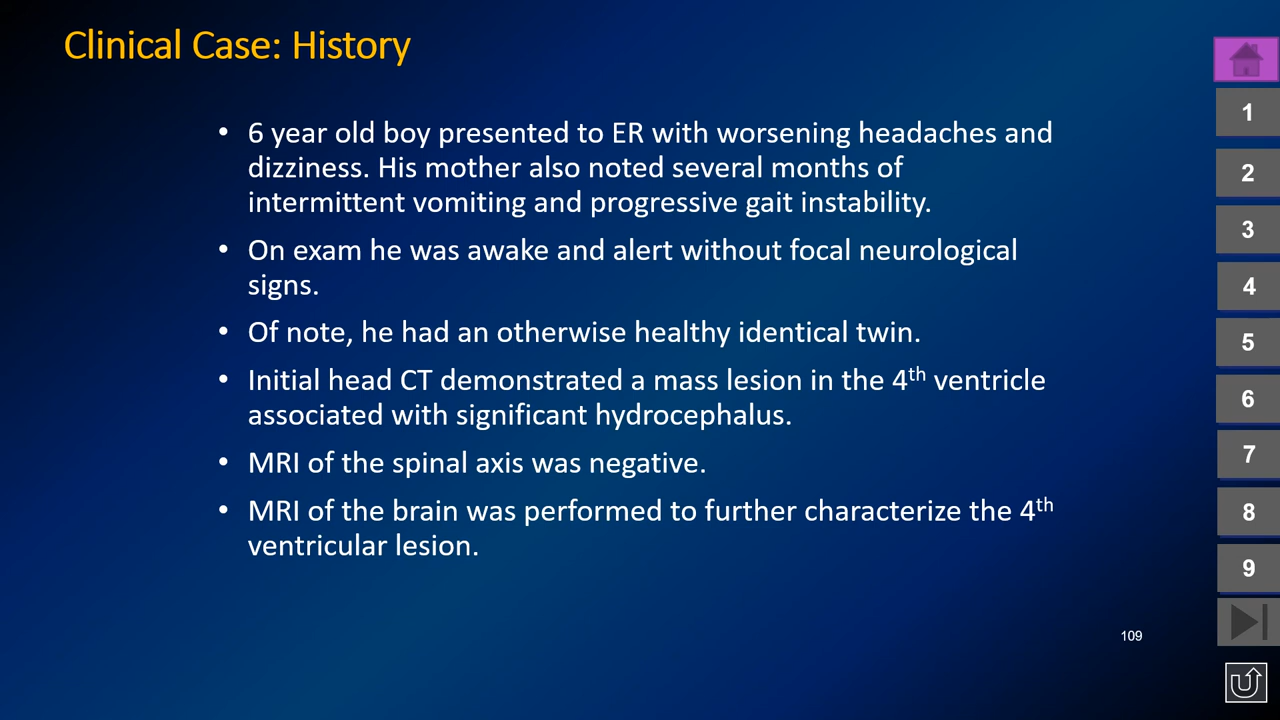 Clinical Case: History
• 6 year old boy presented to ER with worsening headaches and
dizziness. His mother also noted several months of
intermittent vomiting and progressive gait instability.
• On exam he was awake and alert without focal neurological
signs.
• Of note, he had an otherwise healthy identical twin.
• Initial head CT demonstrated a mass lesion in the 4th ventricle
associated with significant hydrocephalus.
• MRI of the spinal axis was negative.
• MRI of the brain was performed to further characterize the 4th
ventricular lesion.
109
1
2
3
4
5
6
7
8
9